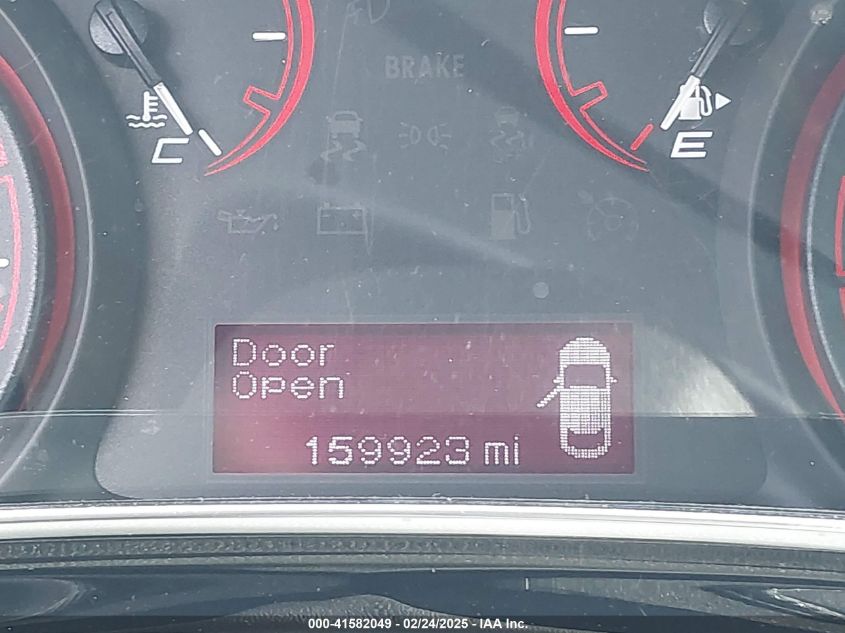 BRAKE
C
E
Door
Open
159923 mi
000-41582049 - 02/24/2025 - IAA Inc.